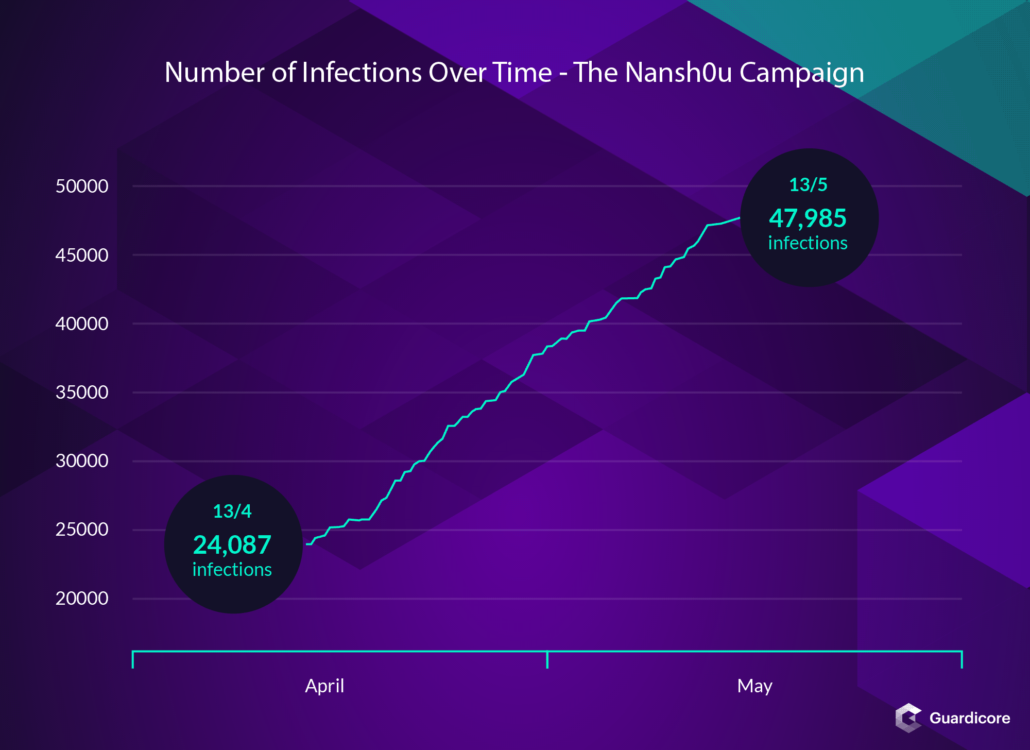 Number of Infections Over Time - The Nansh0u Campaign
50000
45000
40000
35000
30000
25000
20000
13/5
47,985
infections
13/4
24,087
infections
April
May
Guardicore